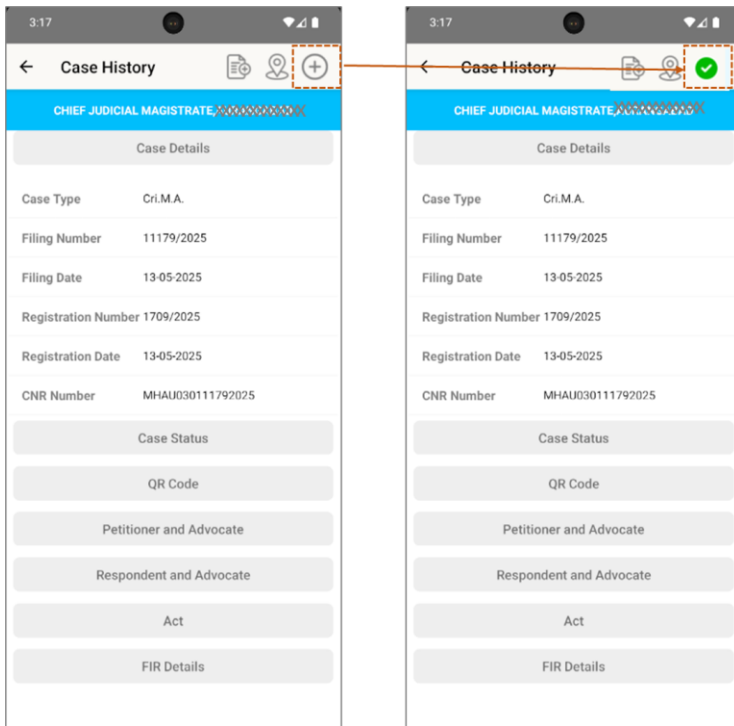 3:17
Case History
CHIEF JUDICIAL MAGISTRATE,
Case Details
Case Type Cri.M.A.
Filing Number 11179/2025
Filing Date 13-05-2025
Registration Number 1709/2025
Registration Date 13-05-2025
CNR Number MHAU030111792025
Case Status
QR Code
Petitioner and Advocate
Respondent and Advocate
Act
FIR Details
3:17
Case History
CHIEF JUDICIAL MAGISTRATE,
Case Details
Case Type Cri.M.A.
Filing Number 11179/2025
Filing Date 13-05-2025
Registration Number 1709/2025
Registration Date 13-05-2025
CNR Number MHAU030111792025
Case Status
QR Code
Petitioner and Advocate
Respondent and Advocate
Act
FIR Details